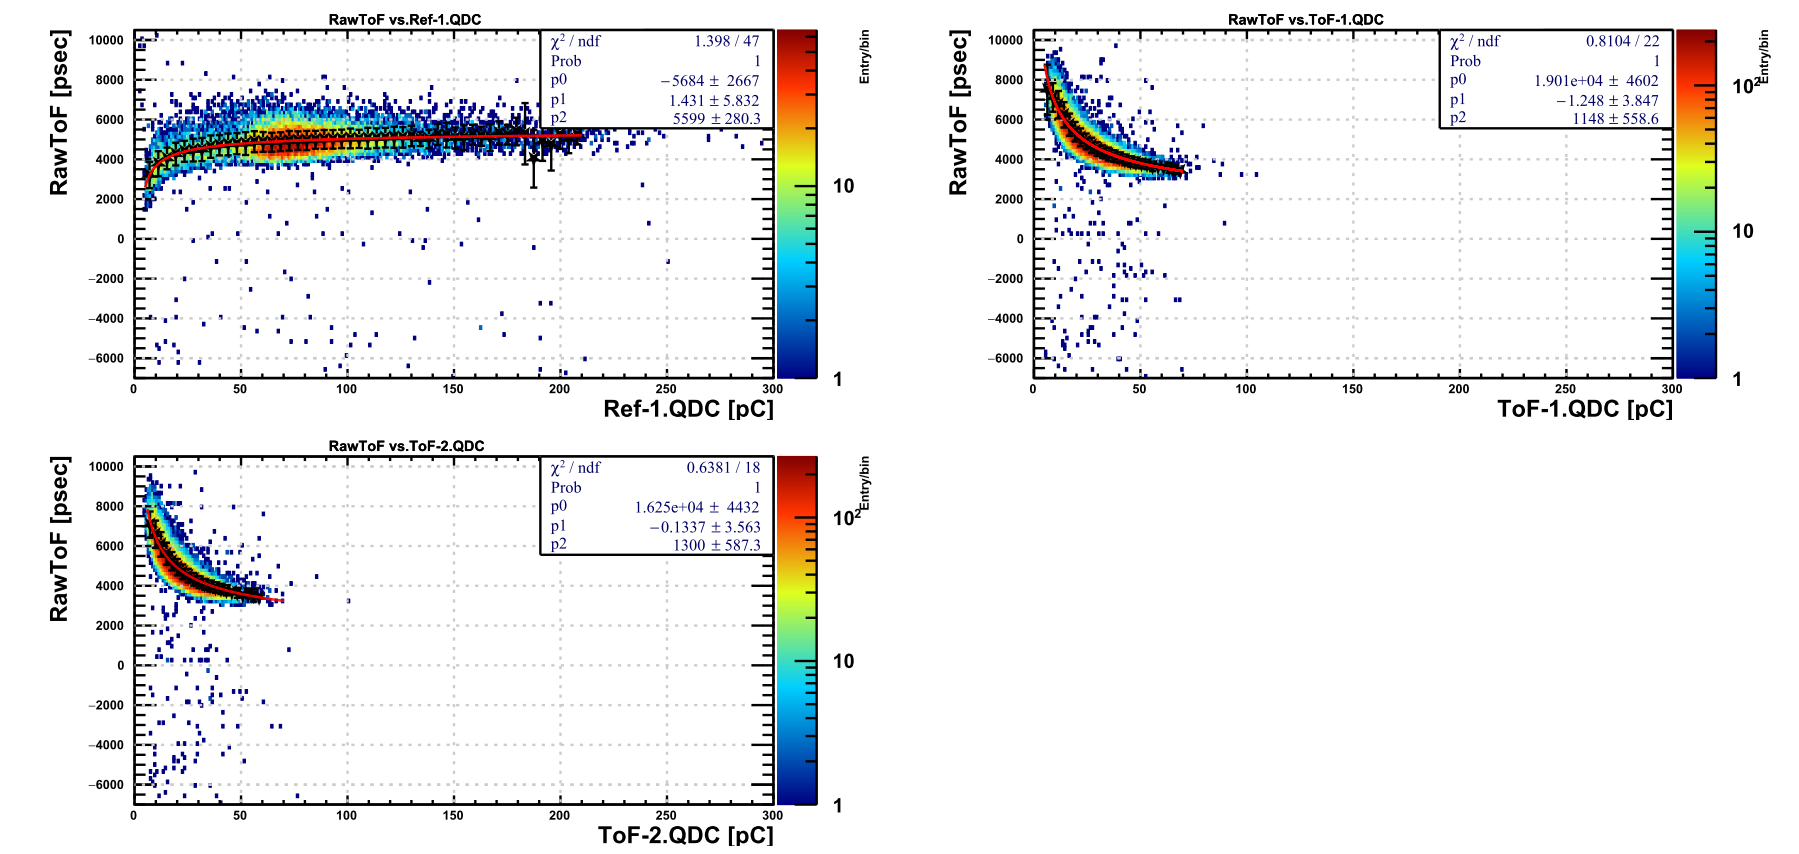 RawToF vs.Ref-1.QDC
RawToF [psec]
10000
8000
6000
4000
2000
0
−2000
−4000
−6000
0 50 100 150 200 250 300
Ref-1.QDC [pC]
χ² / ndf 1.398 / 47
Prob 1
p0 −5684 ± 2667
p1 1.431 ± 5.832
p2 5599 ± 280.3
Entry/bin
10
1
RawToF vs.ToF-1.QDC
RawToF [psec]
10000
8000
6000
4000
2000
0
−2000
−4000
−6000
0 50 100 150 200 250 300
ToF-1.QDC [pC]
χ² / ndf 0.8104 / 22
Prob 1
p0 1.901e+04 ± 4602
p1 −1.248 ± 3.847
p2 1148 ± 558.6
Entry/bin
10²
10
1
RawToF vs.ToF-2.QDC
RawToF [psec]
10000
8000
6000
4000
2000
0
−2000
−4000
−6000
0 50 100 150 200 250 300
ToF-2.QDC [pC]
χ² / ndf 0.6381 / 18
Prob 1
p0 1.625e+04 ± 4432
p1 −0.1337 ± 3.563
p2 1300 ± 587.3
Entry/bin
10²
10
1